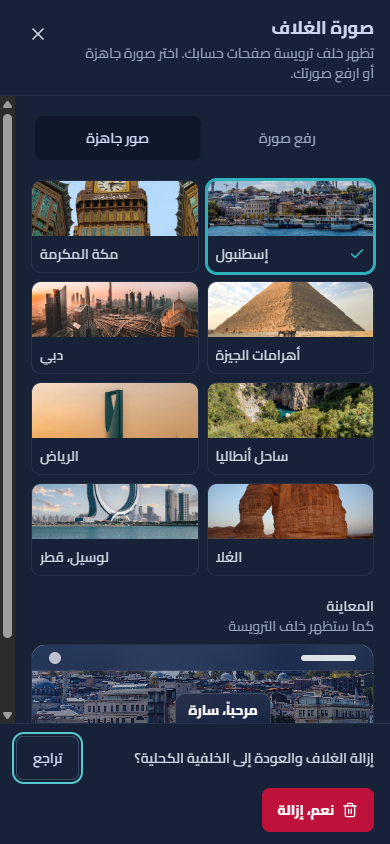 صورة الغلاف
تظهر خلف ترويسة صفحات حسابك. اختر صورة جاهزة
أو ارفع صورتك.
رفع صورة
صور جاهزة
إسطنبول
مكة المكرمة
أهرامات الجيزة
دبي
ساحل أنطاليا
الرياض
العُلا
لوسيل، قطر
المعاينة
كما ستظهر خلف الترويسة
مرحباً، سارة
إزالة الغلاف والعودة إلى الخلفية الكحلية؟
تراجع
نعم، إزالة